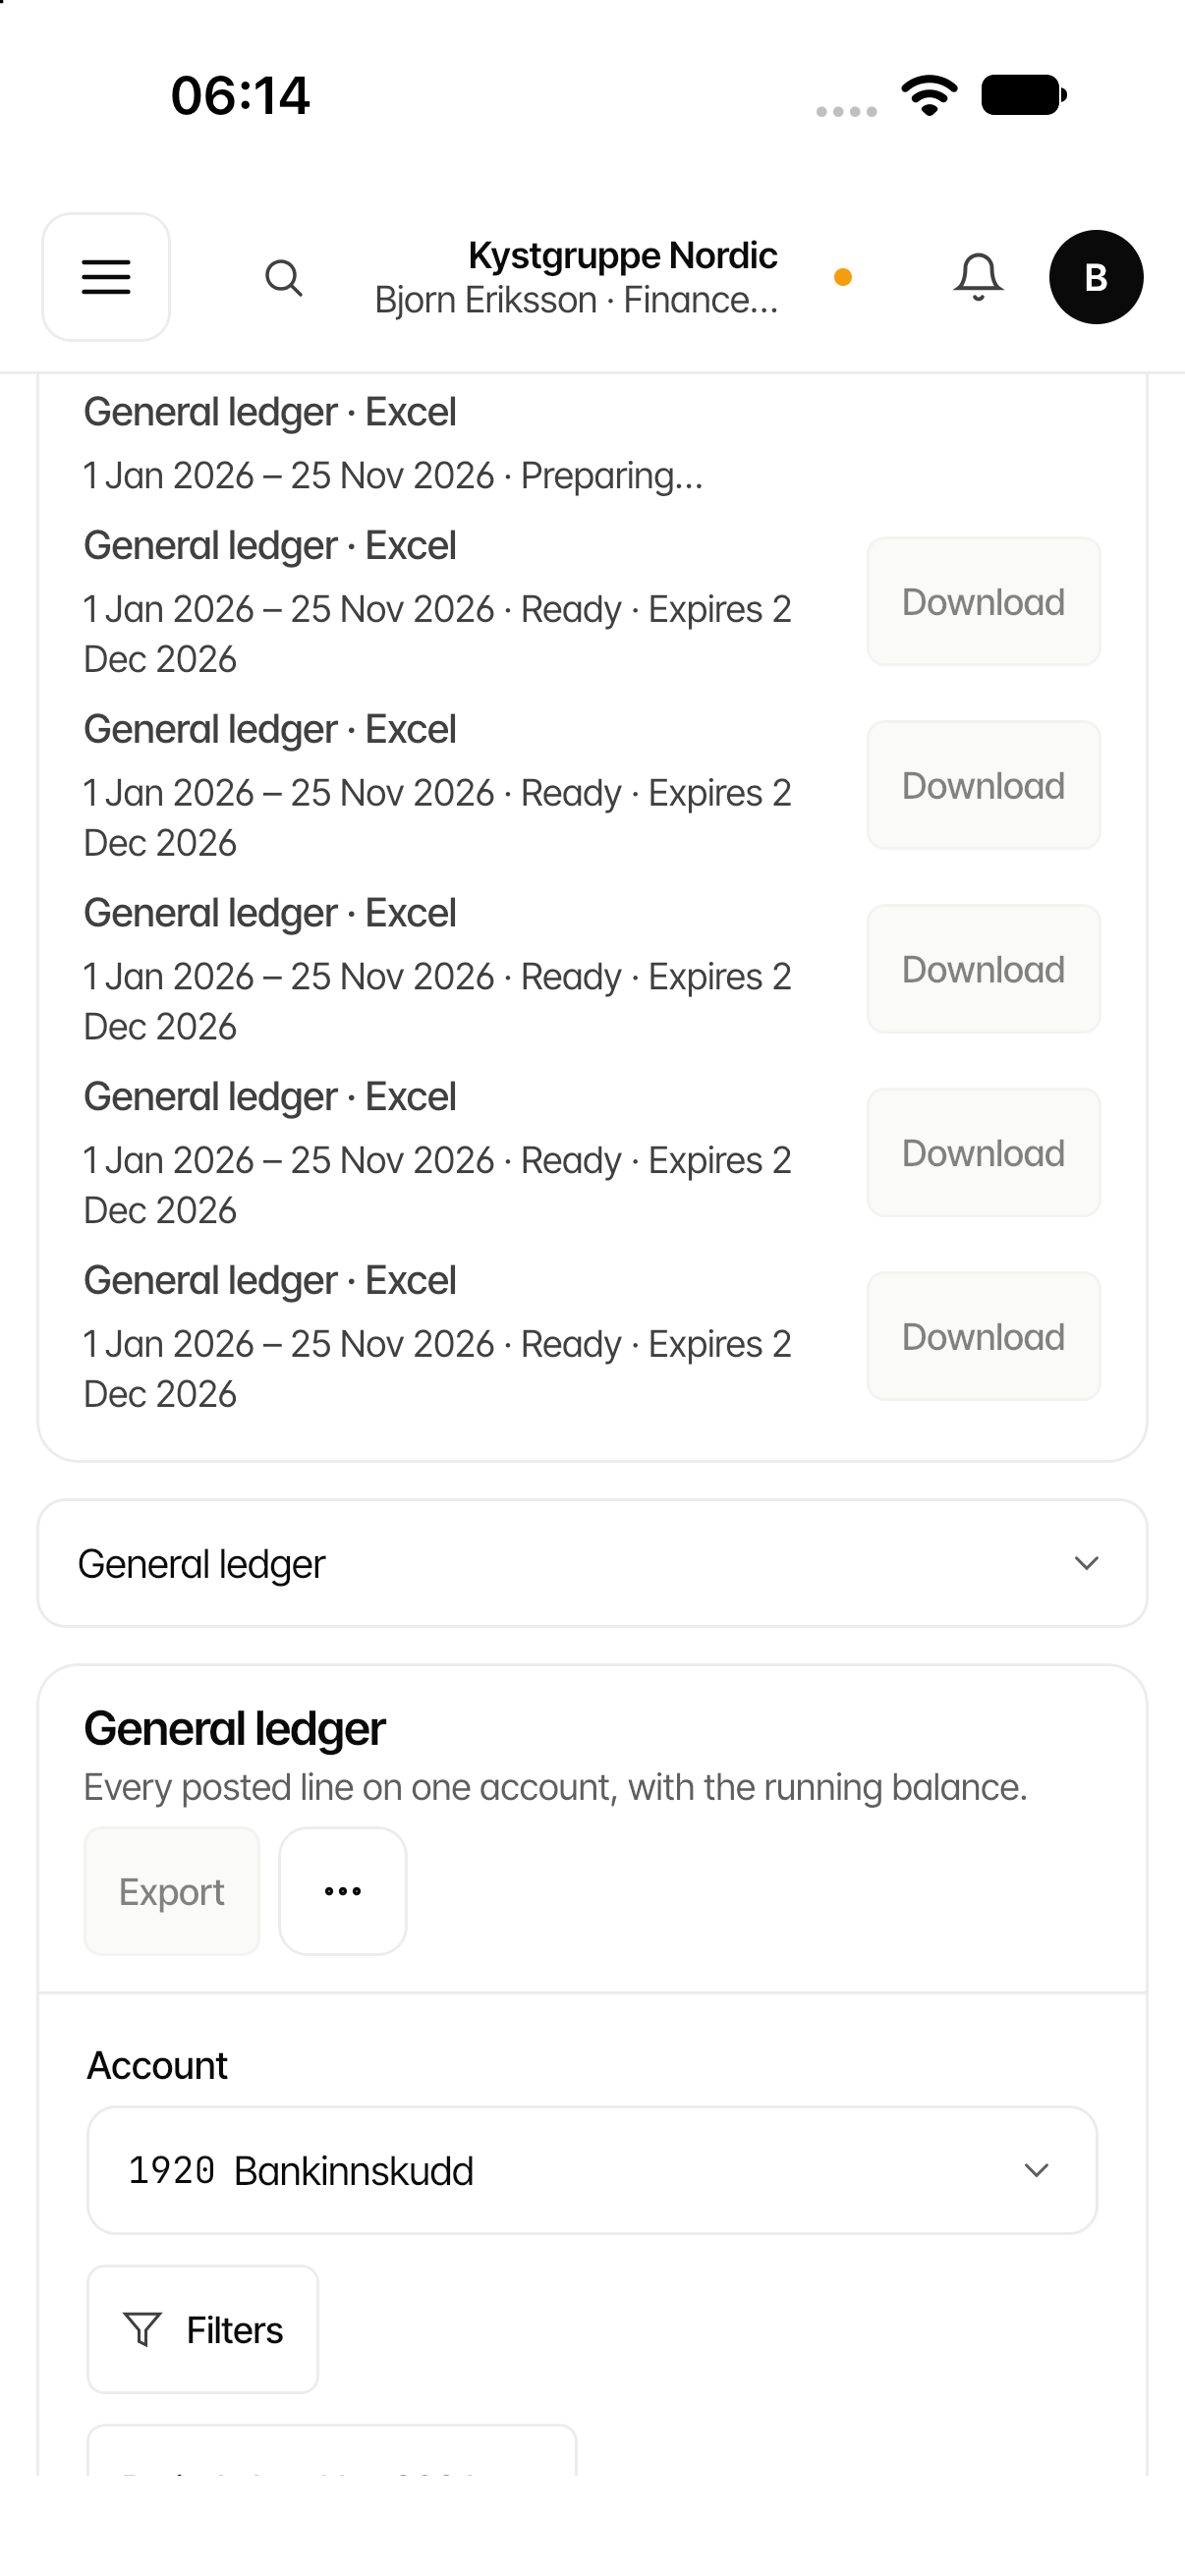 06:14
Kystgruppe Nordic
Bjorn Eriksson · Finance...
B
General ledger · Excel
1 Jan 2026 – 25 Nov 2026 · Preparing...
General ledger · Excel
1 Jan 2026 – 25 Nov 2026 · Ready · Expires 2
Dec 2026
Download
General ledger · Excel
1 Jan 2026 – 25 Nov 2026 · Ready · Expires 2
Dec 2026
Download
General ledger · Excel
1 Jan 2026 – 25 Nov 2026 · Ready · Expires 2
Dec 2026
Download
General ledger · Excel
1 Jan 2026 – 25 Nov 2026 · Ready · Expires 2
Dec 2026
Download
General ledger · Excel
1 Jan 2026 – 25 Nov 2026 · Ready · Expires 2
Dec 2026
Download
General ledger
General ledger
Every posted line on one account, with the running balance.
Export
Account
1920 Bankinnskudd
Filters